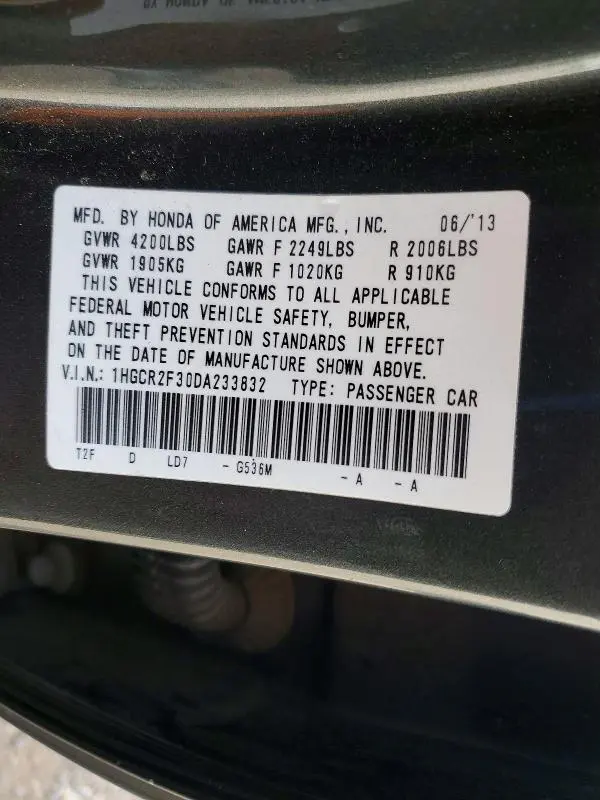 MFD. BY HONDA OF AMERICA MFG., INC. 06/'13
GVWR 4200LBS GAWR F 2249LBS R 2006LBS
GVWR 1905KG GAWR F 1020KG R 910KG
THIS VEHICLE CONFORMS TO ALL APPLICABLE
FEDERAL MOTOR VEHICLE SAFETY, BUMPER,
AND THEFT PREVENTION STANDARDS IN EFFECT
ON THE DATE OF MANUFACTURE SHOWN ABOVE.
V.I.N.: 1HGCR2F30DA233832 TYPE: PASSENGER CAR
T2F D LD7 - G536M - A - A